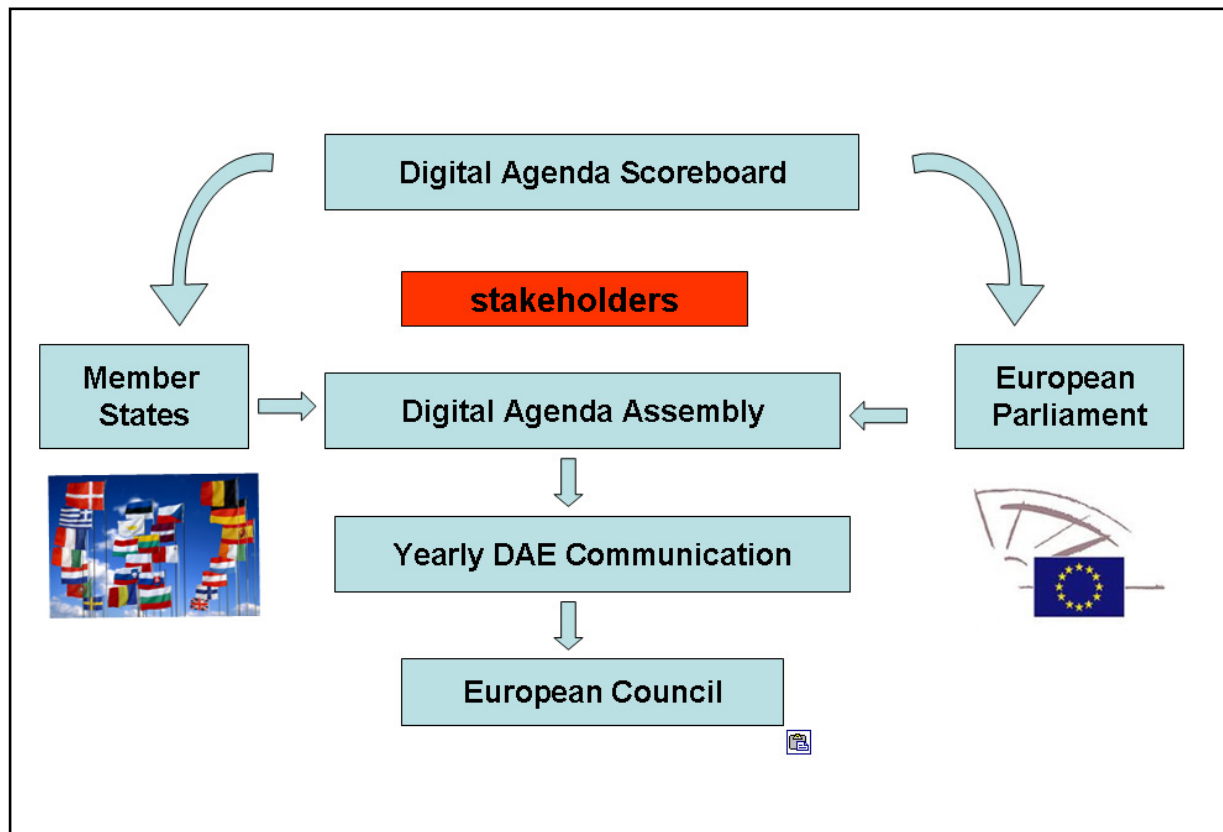 Digital Agenda Scoreboard
stakeholders
Member
States
Digital Agenda Assembly
European
Parliament
Yearly DAE Communication
European Council